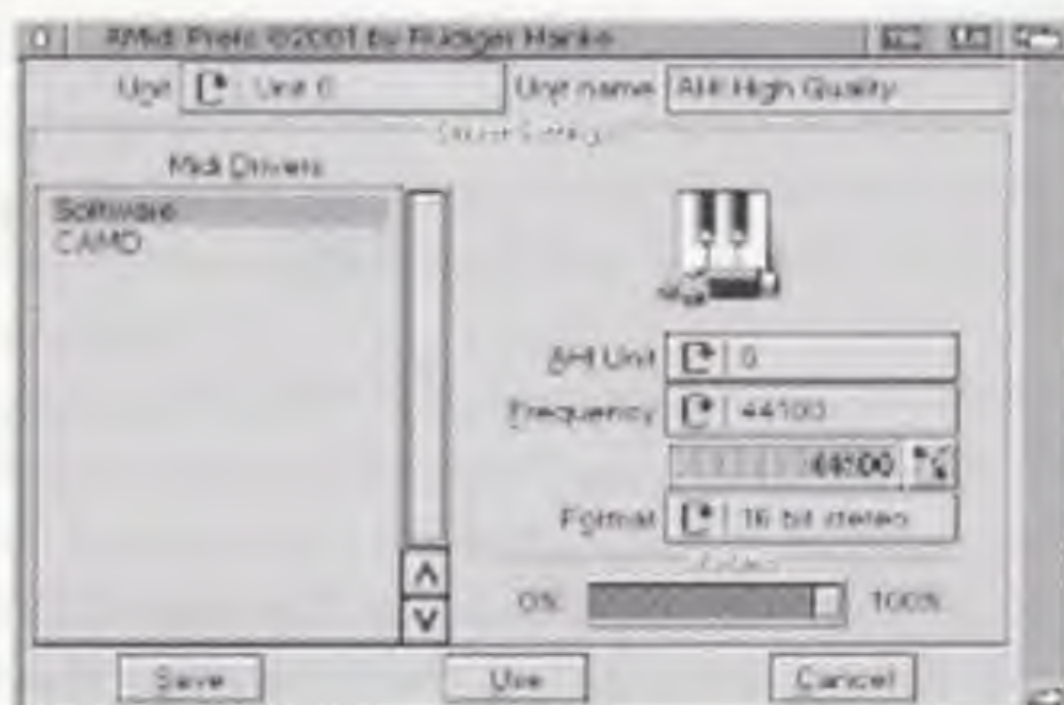 RMidi Prefs ©2001 by Rüdiger Hanke
Unit Unit 0 Unit name AHI High Quality
Midi Drivers
Software
CAMD
AHI Unit 0
Frequency 44100
44100
Format 16 bit stereo
0% 100%
Save Use Cancel